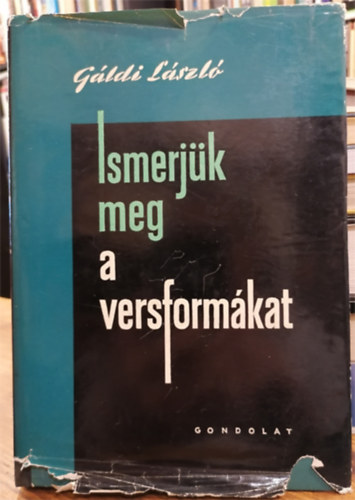 Gáldi László
Ismerjük
meg
a
versformákat
GONDOLAT